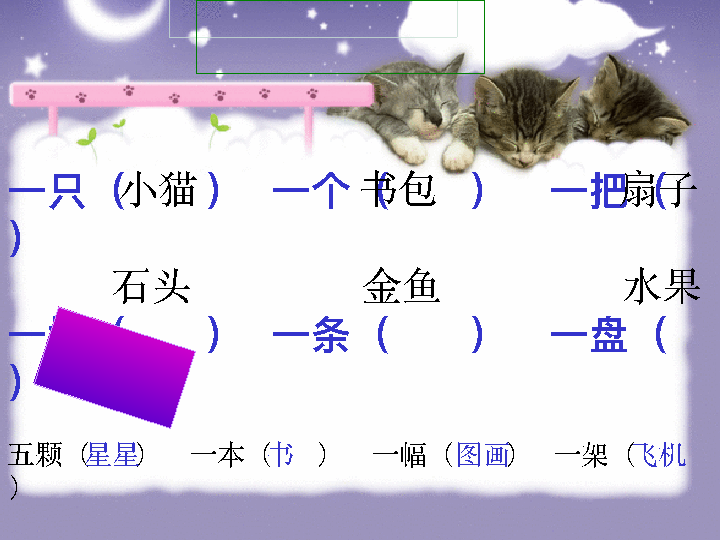 一只（小猫） 一个（书包） 一把（扇子
）
石头 金鱼 水果
一 （ ） 一条（ ） 一盘（
）
五颗（星星） 一本（书 ） 一幅（图画） 一架（飞机
）